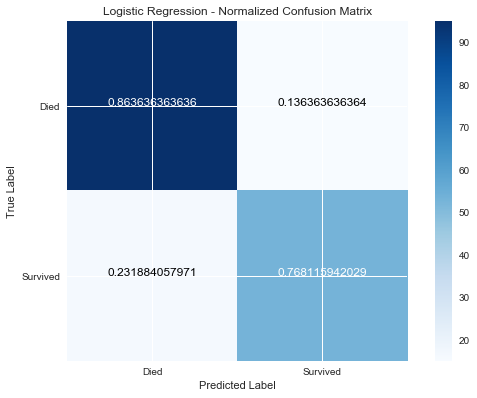 Logistic Regression - Normalized Confusion Matrix
True Label
Died
0.863636363636
0.136363636364
Survived
0.231884057971
0.768115942029
Died
Survived
Predicted Label
90
80
70
60
50
40
30
20